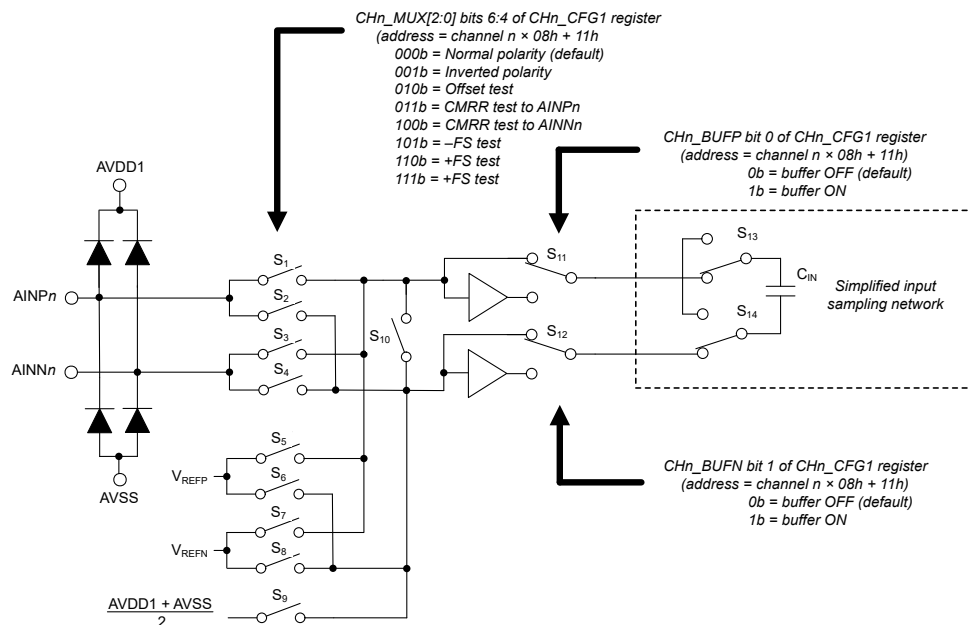 CHn_MUX[2:0] bits 6:4 of CHn_CFG1 register
(address = channel n × 08h + 11h
000b = Normal polarity (default)
001b = Inverted polarity
010b = Offset test
011b = CMRR test to AINPn
100b = CMRR test to AINNn
101b = –FS test
110b = +FS test
111b = +FS test
CHn_BUFP bit 0 of CHn_CFG1 register
(address = channel n × 08h + 11h)
0b = buffer OFF (default)
1b = buffer ON
AVDD1
S1
S11
S13
CIN
Simplified input
sampling network
AINPn
S2
S14
S3
S10
S12
AINNn
S4
S5
CHn_BUFN bit 1 of CHn_CFG1 register
(address = channel n × 08h + 11h)
0b = buffer OFF (default)
1b = buffer ON
VREFP
S6
AVSS
S7
VREFN
S8
S9
AVDD1 + AVSS
2